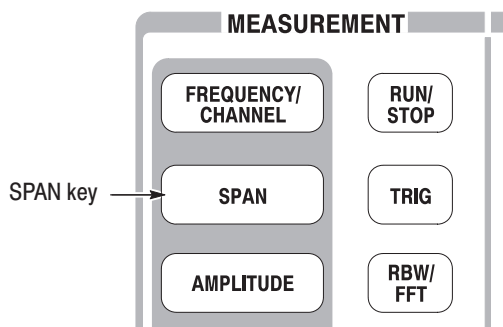 MEASUREMENT
FREQUENCY/
CHANNEL
RUN/
STOP
SPAN key
SPAN
TRIG
AMPLITUDE
RBW/
FFT